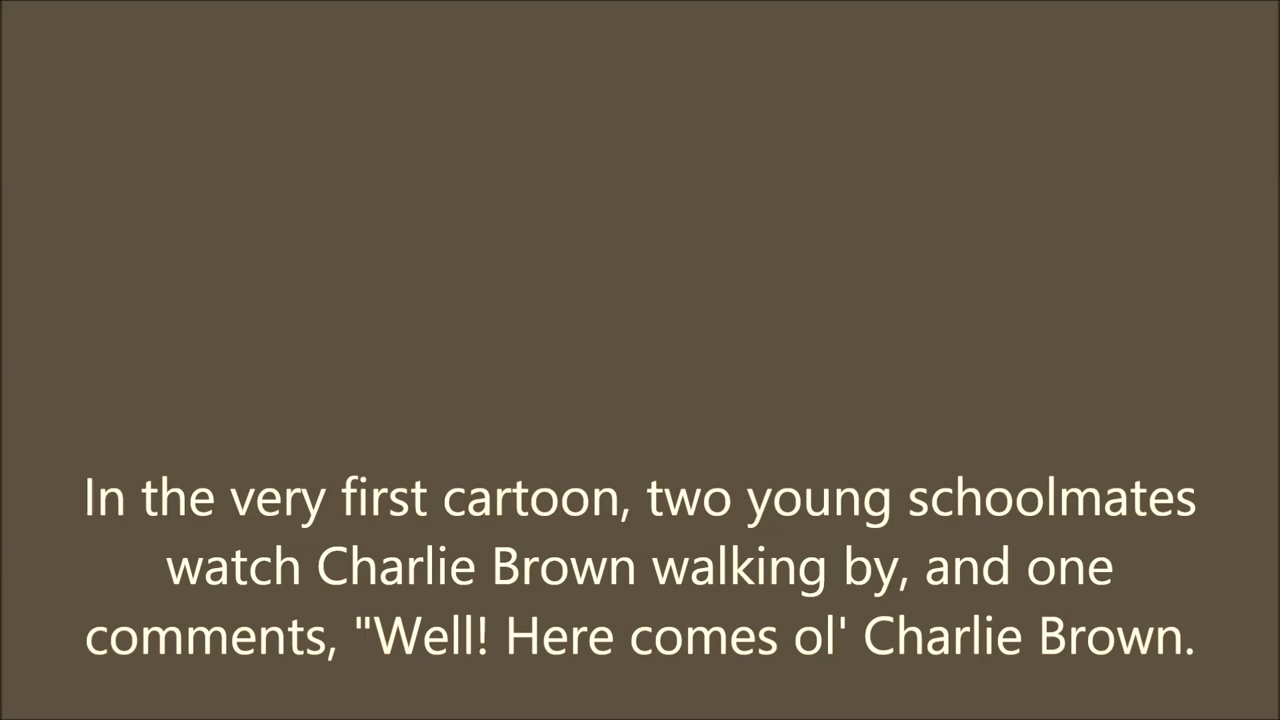 In the very first cartoon, two young schoolmates
watch Charlie Brown walking by, and one
comments, "Well! Here comes ol' Charlie Brown.